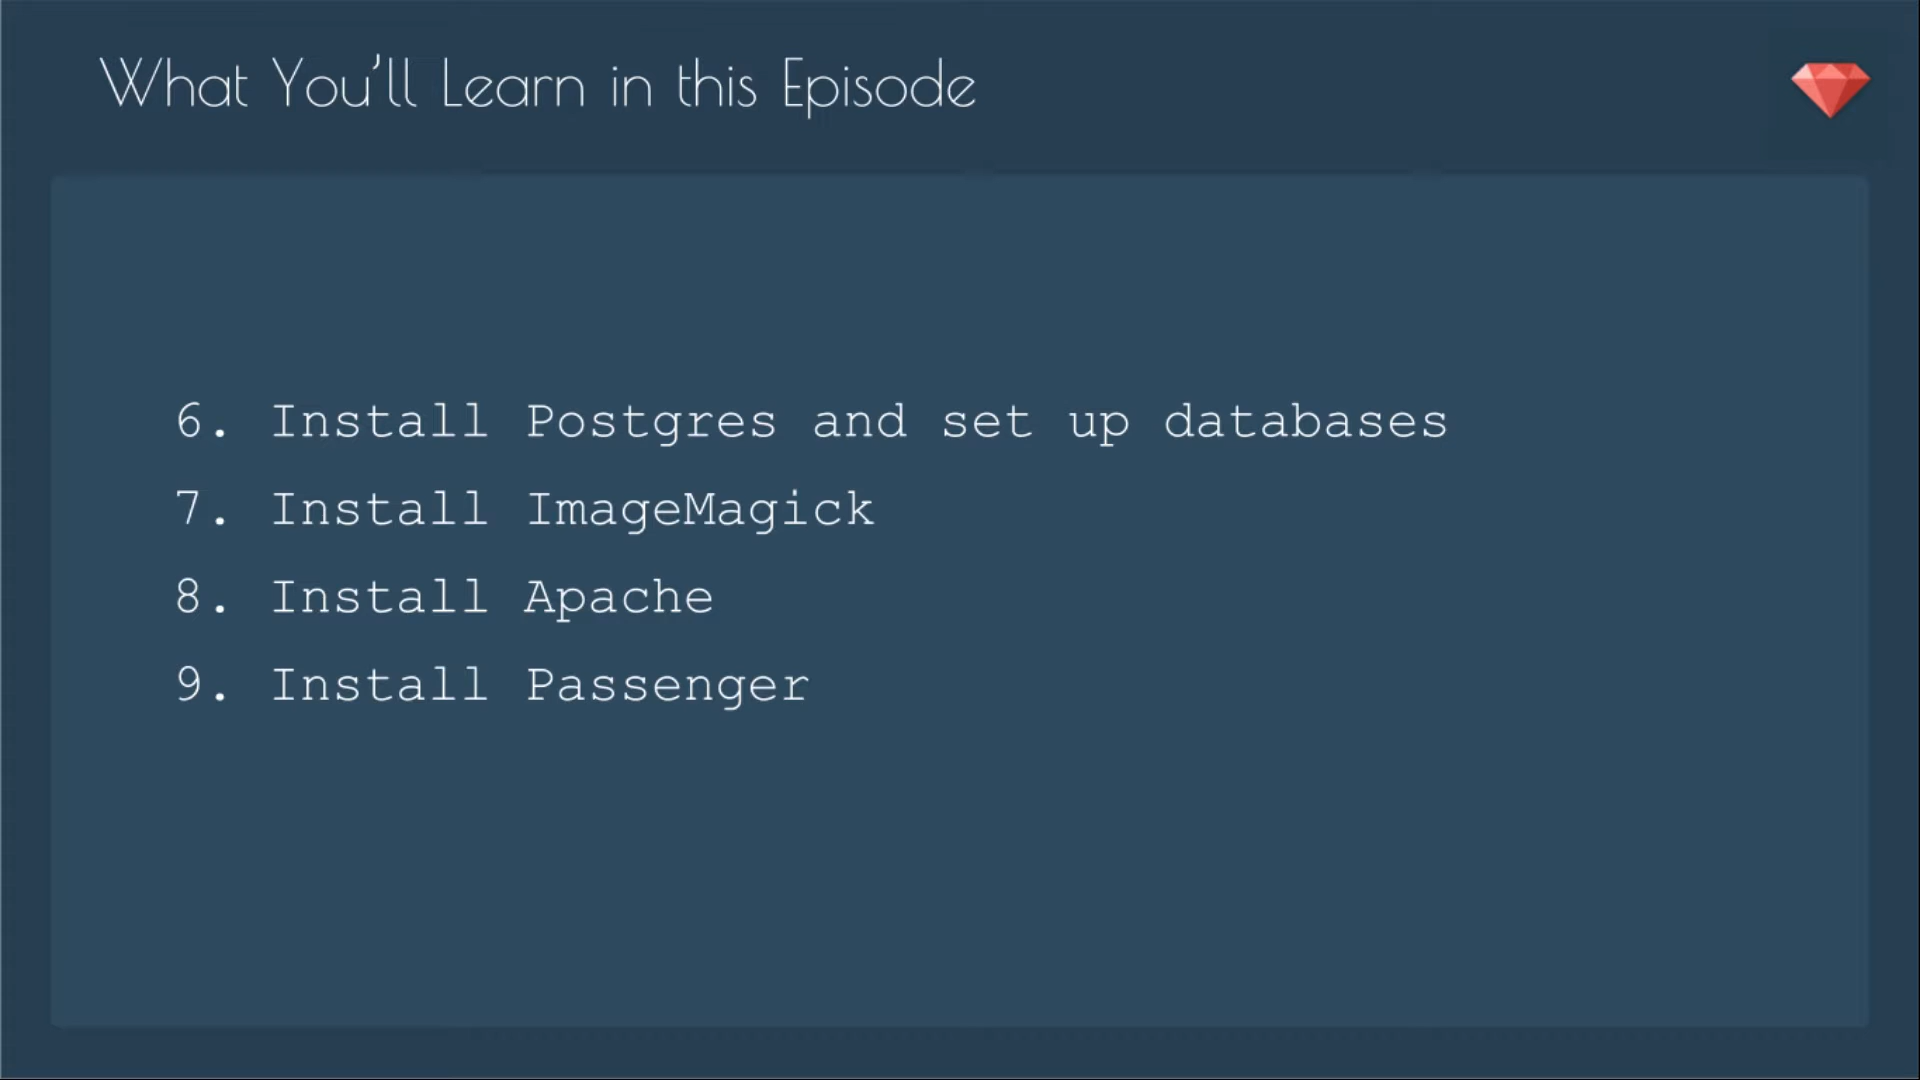 What You'll Learn in this Episode
6. Install Postgres and set up databases
7. Install ImageMagick
8. Install Apache
9. Install Passenger